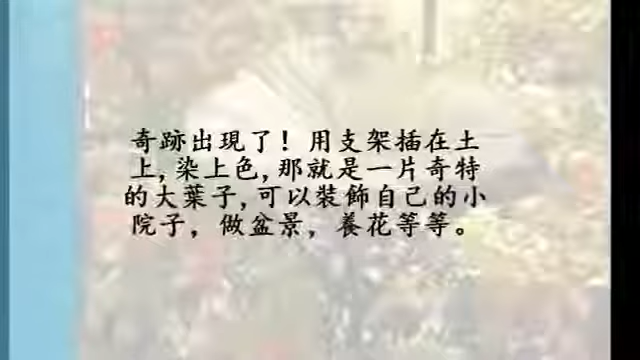 奇跡出現了！用支架插在土
上,染上色,那就是一片奇特
的大葉子,可以裝飾自己的小
院子，做盆景，養花等等。